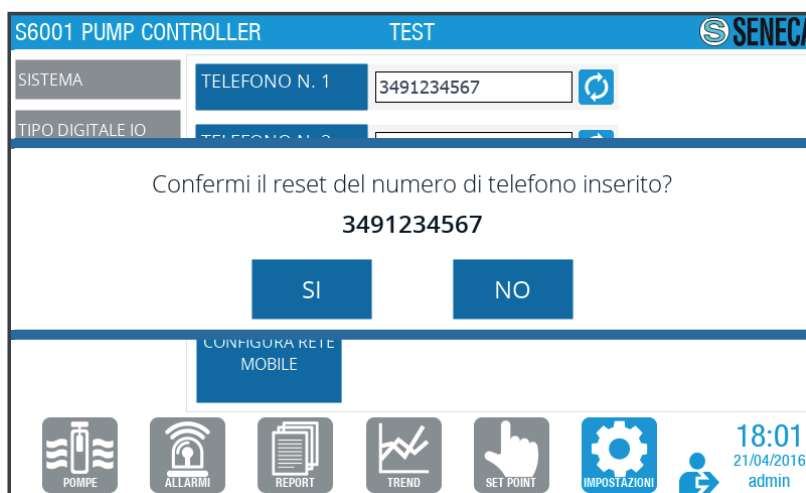 S6001 PUMP CONTROLLER TEST SENECA
SISTEMA TELEFONO N. 1 3491234567
TIPO DIGITALE IO
Confermi il reset del numero di telefono inserito?
3491234567
SI NO
CONFIGURA RETE
MOBILE
POMPE ALLARMI REPORT TREND SET POINT IMPOSTAZIONI
18:01
21/04/2016
admin